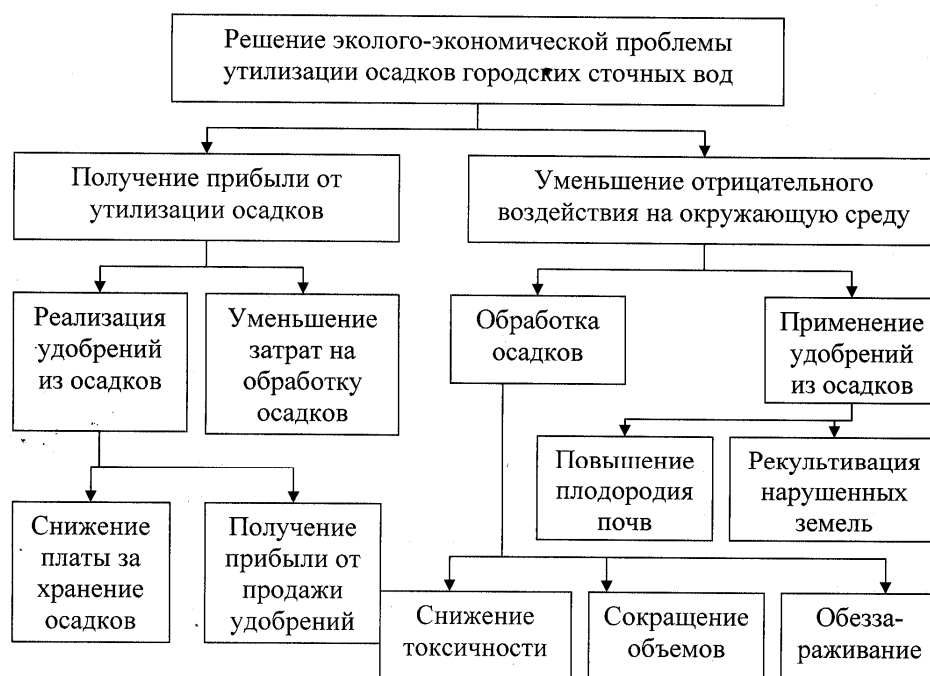 Решение эколого-экономической проблемы
утилизации осадков городских сточных вод
Получение прибыли от
утилизации осадков
Уменьшение отрицательного
воздействия на окружающую среду
Реализация
удобрений
из осадков
Уменьшение
затрат на
обработку
осадков
Обработка
осадков
Применение
удобрений
из осадков
Повышение
плодородия
почв
Рекультивация
нарушенных
земель
Снижение
платы за
хранение
осадков
Получение
прибыли от
продажи
удобрений
Снижение
токсичности
Сокращение
объемов
Обезза-
раживание